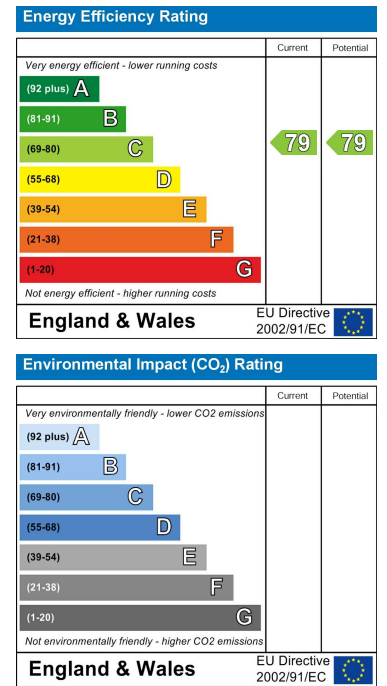 Energy Efficiency Rating
Current Potential
Very energy efficient - lower running costs
(92 plus) A
(81-91) B
(69-80) C
79 79
(55-68) D
(39-54) E
(21-38) F
(1-20) G
Not energy efficient - higher running costs
England & Wales
EU Directive
2002/91/EC
Environmental Impact (CO₂) Rating
Current Potential
Very environmentally friendly - lower CO2 emissions
(92 plus) A
(81-91) B
(69-80) C
(55-68) D
(39-54) E
(21-38) F
(1-20) G
Not environmentally friendly - higher CO2 emissions
England & Wales
EU Directive
2002/91/EC